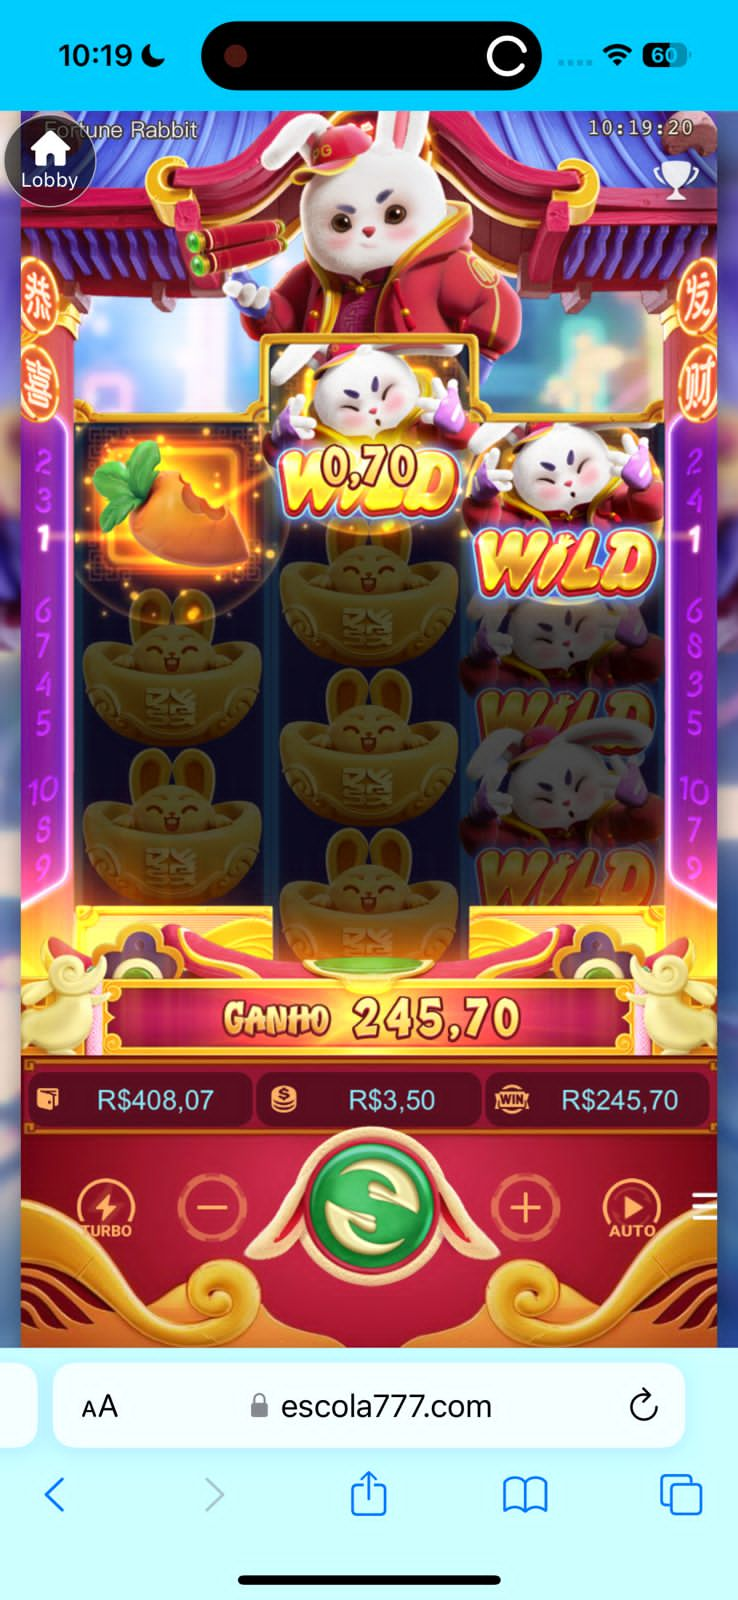 10:19
60
Fortune Rabbit
10:19:20
Lobby
PG
恭
喜
发
财
WILD
0,70
WILD
2
3
1
6
7
4
5
10
8
9
2
4
1
6
8
3
5
10
7
9
WILD
WILD
GANHO 245,70
R$408,07
R$3,50
WIN
R$245,70
TURBO
AUTO
AA
escola777.com